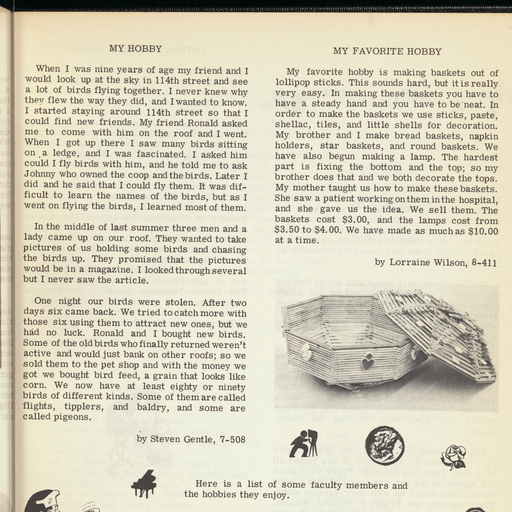 MY HOBBY
When I was nine years of age my friend and I
would look up at the sky in 114th street and see
a lot of birds flying together. I never knew why
they flew the way they did, and I wanted to know.
I started staying around 114th street so that I
could find new friends. My friend Ronald asked
me to come with him on the roof and I went.
When I got up there I saw many birds sitting
on a ledge, and I was fascinated. I asked him
could I fly birds with him, and he told me to ask
Johnny who owned the coop and the birds. Later I
did and he said that I could fly them. It was dif-
ficult to learn the names of the birds, but as I
went on flying the birds, I learned most of them.
In the middle of last summer three men and a
lady came up on our roof. They wanted to take
pictures of us holding some birds and chasing
the birds up. They promised that the pictures
would be in a magazine. I looked through several
but I never saw the article.
One night our birds were stolen. After two
days six came back. We tried to catch more with
those six using them to attract new ones, but we
had no luck. Ronald and I bought new birds.
Some of the old birds who finally returned weren't
active and would just bank on other roofs; so we
sold them to the pet shop and with the money we
got we bought bird feed, a grain that looks like
corn. We now have at least eighty or ninety
birds of different kinds. Some of them are called
flights, tipplers, and baldry, and some are
called pigeons.
by Steven Gentle, 7-508
MY FAVORITE HOBBY
My favorite hobby is making baskets out of
lollipop sticks. This sounds hard, but it is really
very easy. In making these baskets you have to
have a steady hand and you have to be neat. In
order to make the baskets we use sticks, paste,
shellac, tiles, and little shells for decoration.
My brother and I make bread baskets, napkin
holders, star baskets, and round baskets. We
have also begun making a lamp. The hardest
part is fixing the bottom and the top; so my
brother does that and we both decorate the tops.
My mother taught us how to make these baskets.
She saw a patient working on them in the hospital,
and she gave us the idea. We sell them. The
baskets cost $3.00, and the lamps cost from
$3.50 to $4.00. We have made as much as $10.00
at a time.
by Lorraine Wilson, 8-411
Here is a list of some faculty members and
the hobbies they enjoy.